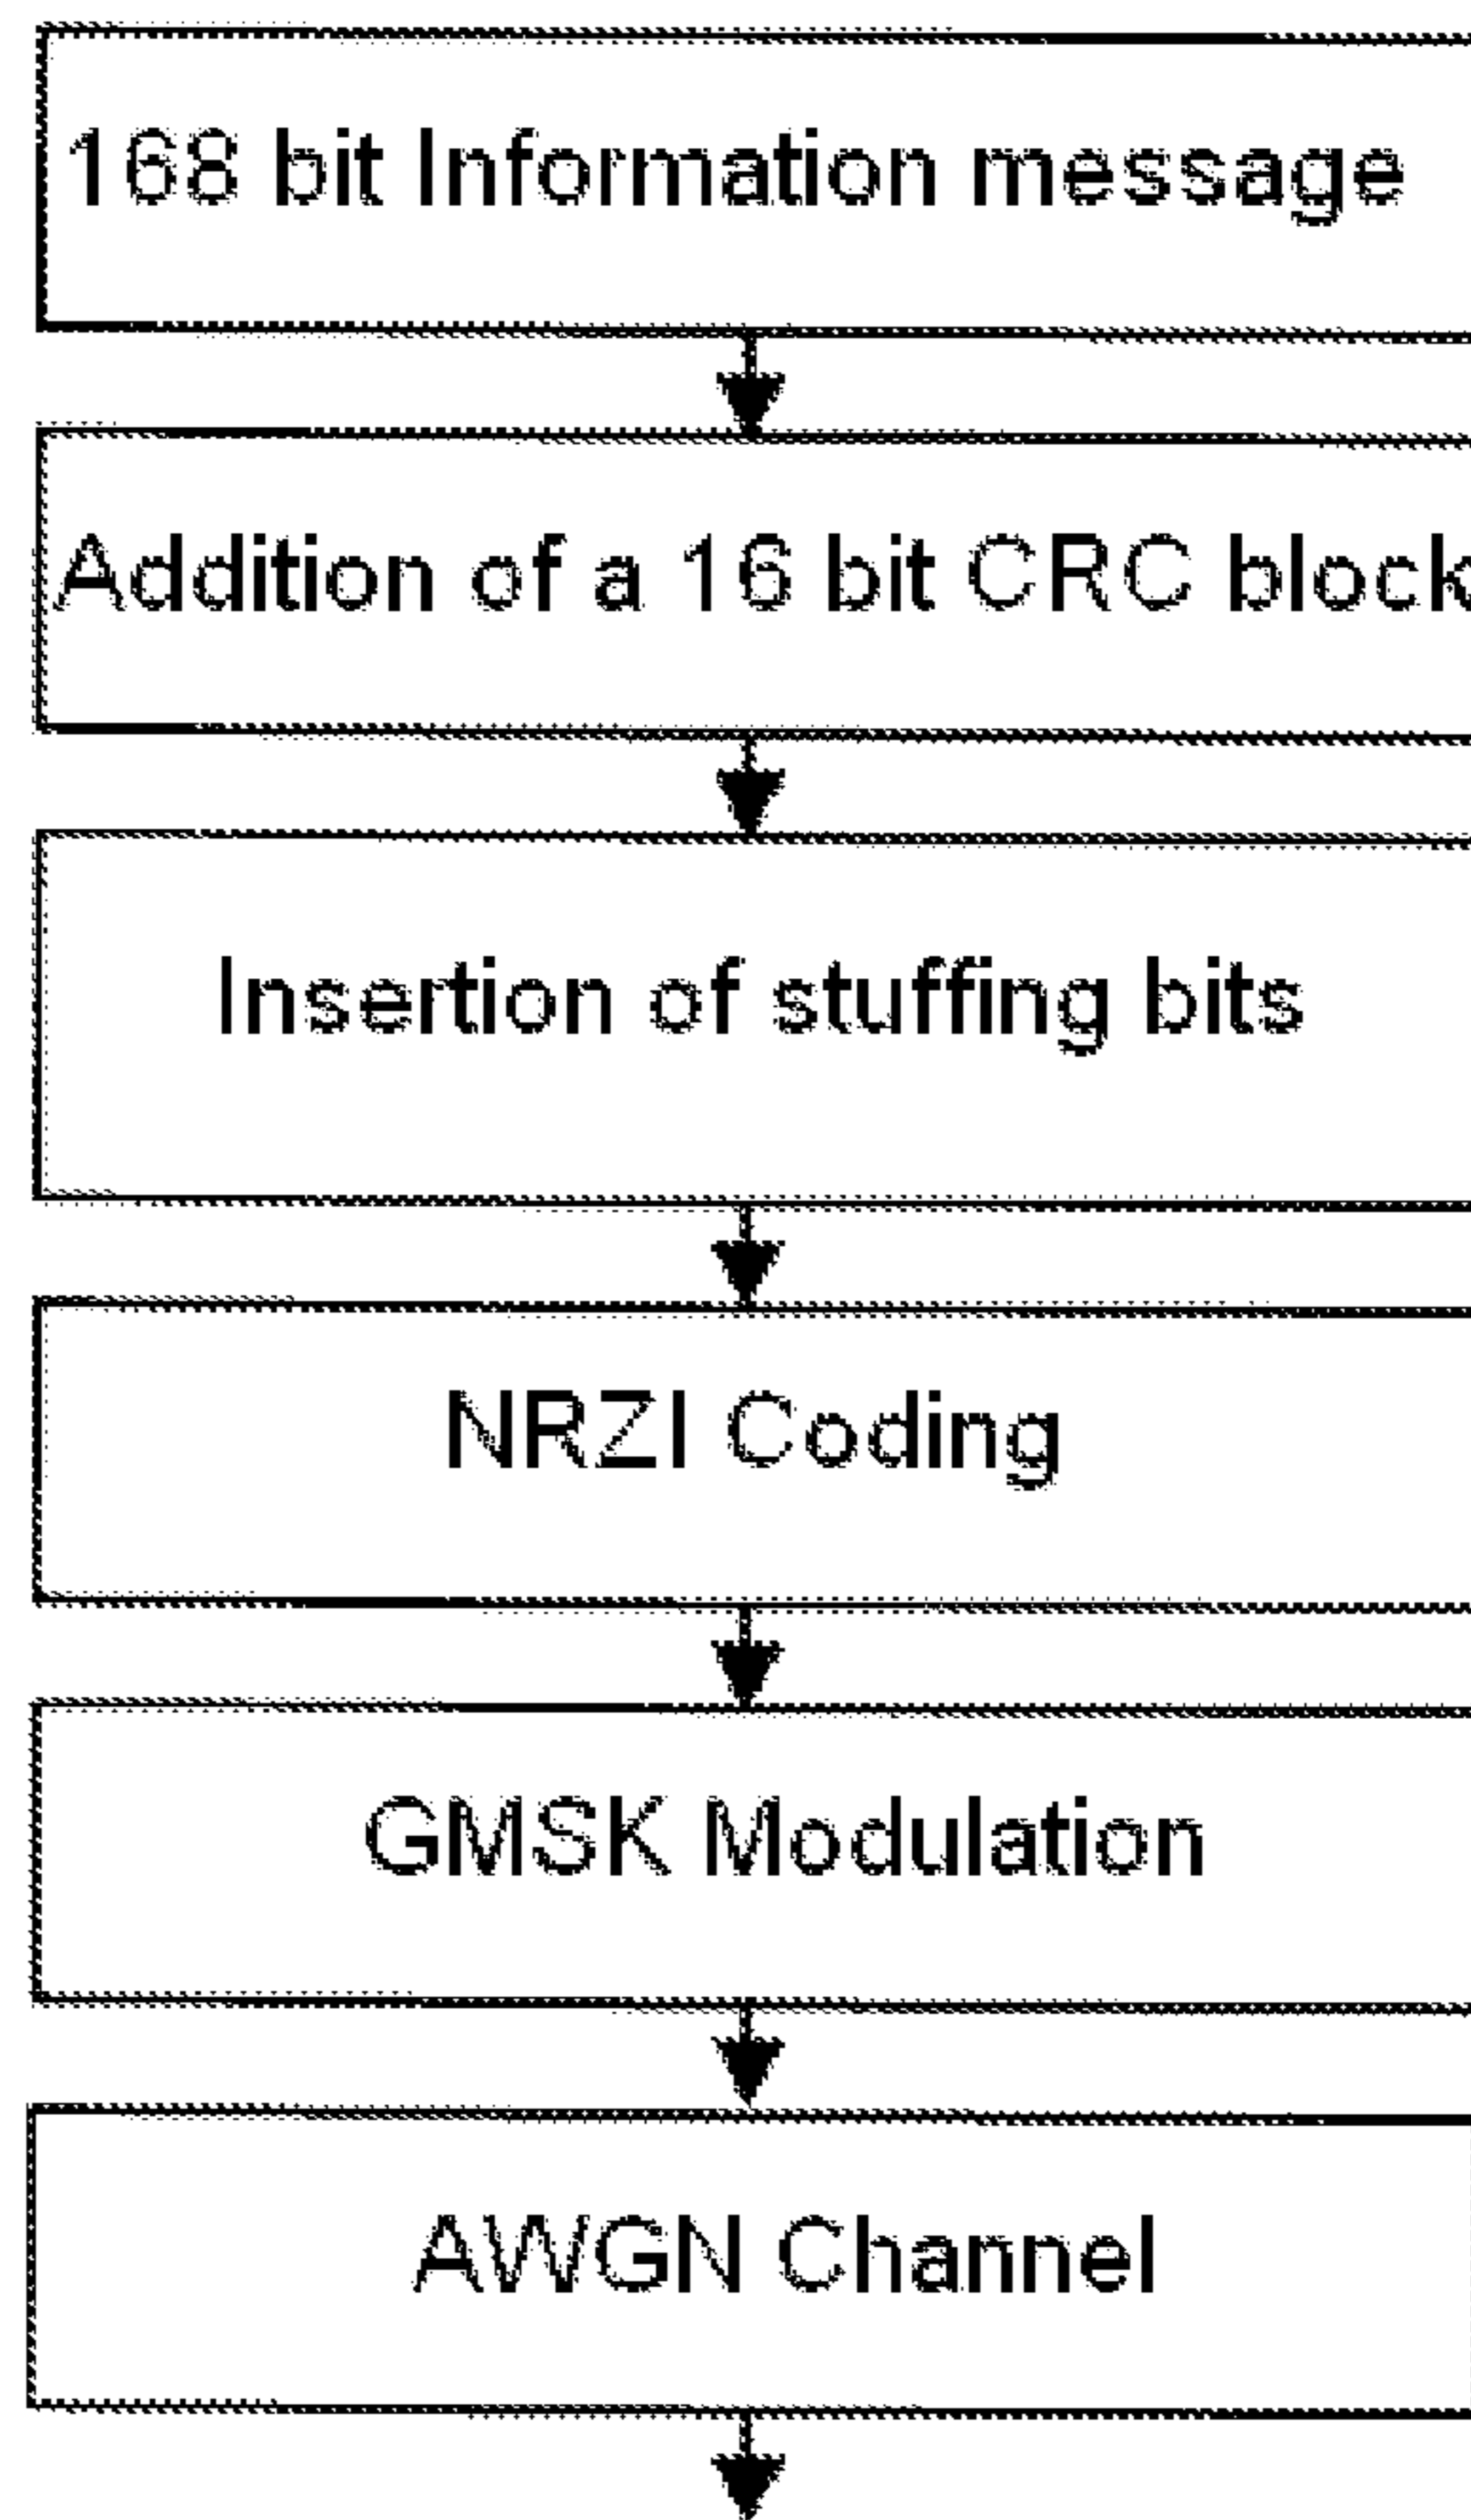 168 bit Information message
Addition of a 16 bit CRC block
Insertion of stuffing bits
NRZI Coding
GMSK Modulation
AWGN Channel